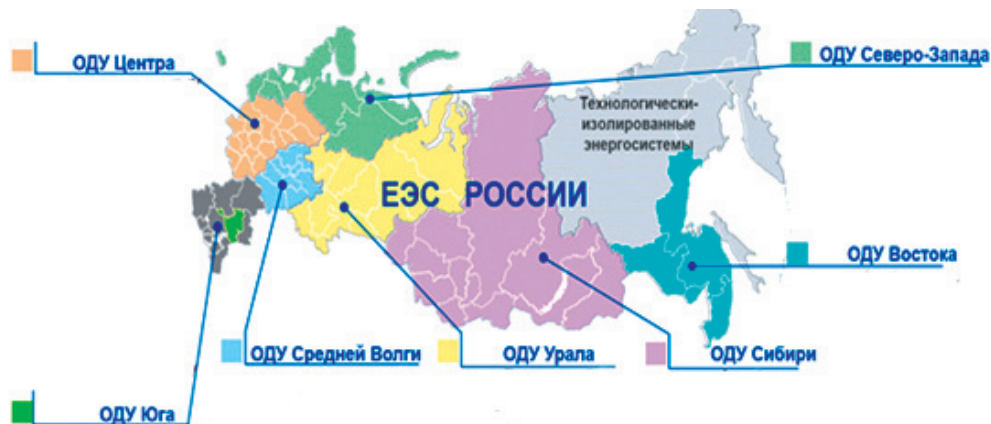 ОДУ Центра
ОДУ Северо-Запада
Технологически-
изолированные
энергосистемы
ЕЭС РОССИИ
ОДУ Востока
ОДУ Средней Волги
ОДУ Урала
ОДУ Сибири
ОДУ Юга